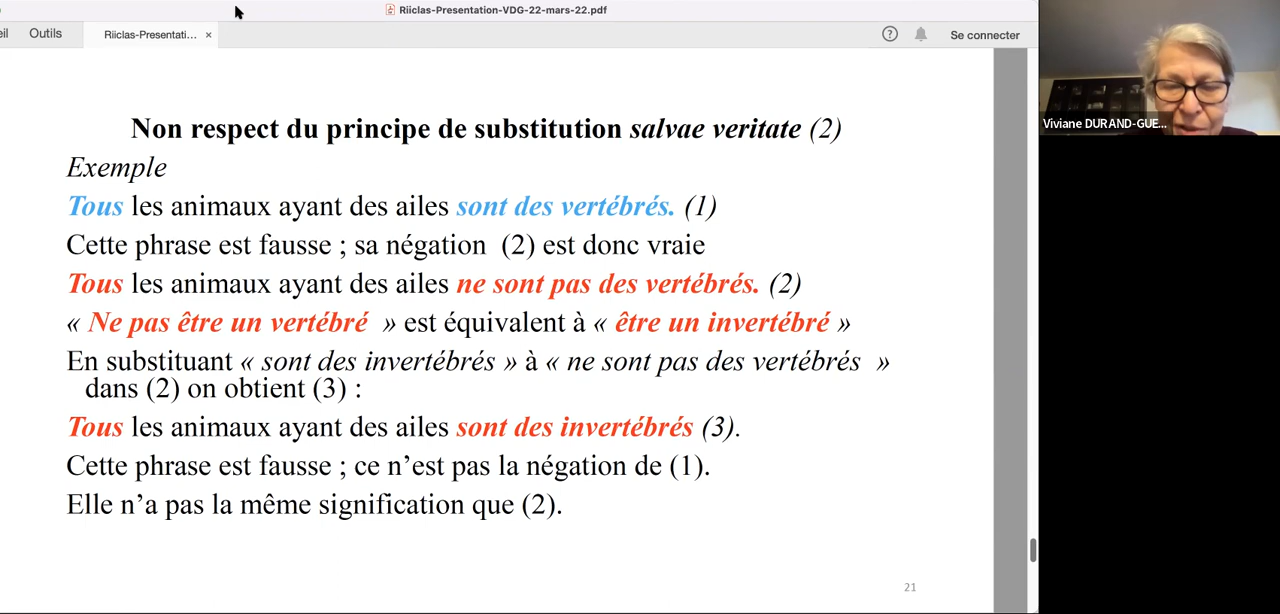 Riiclas-Presentation-VDG-22-mars-22.pdf
Outils
Riiclas-Presentati... ×
Se connecter
Viviane DURAND-GUE...
Non respect du principe de substitution salvae veritate (2)
Exemple
Tous les animaux ayant des ailes sont des vertébrés. (1)
Cette phrase est fausse ; sa négation (2) est donc vraie
Tous les animaux ayant des ailes ne sont pas des vertébrés. (2)
« Ne pas être un vertébré » est équivalent à « être un invertébré »
En substituant « sont des invertébrés » à « ne sont pas des vertébrés »
dans (2) on obtient (3) :
Tous les animaux ayant des ailes sont des invertébrés (3).
Cette phrase est fausse ; ce n’est pas la négation de (1).
Elle n’a pas la même signification que (2).
21